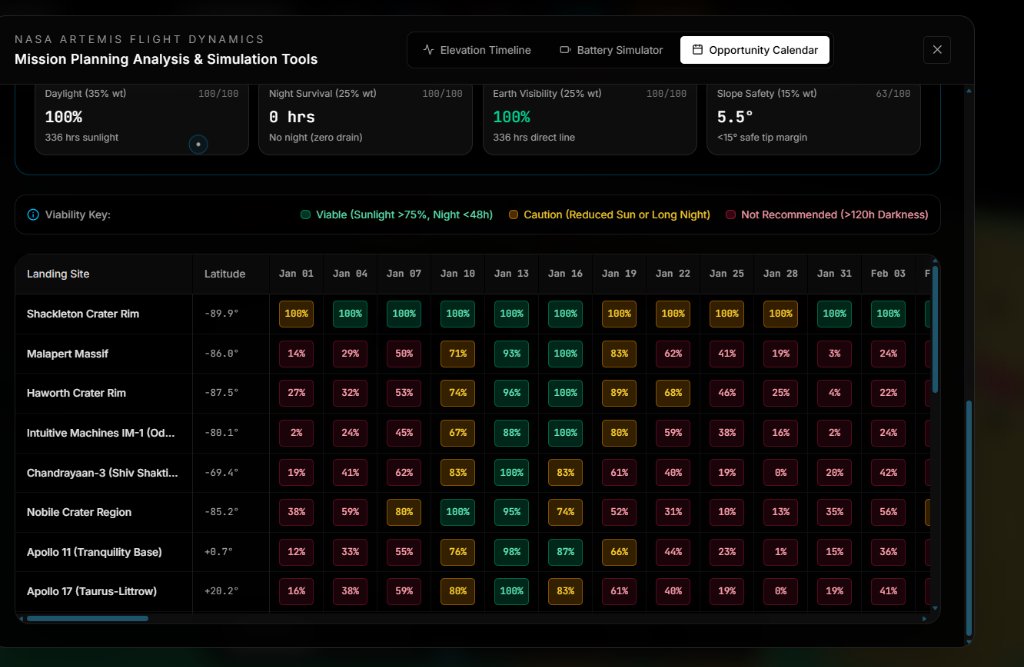 NASA ARTEMIS FLIGHT DYNAMICS
Mission Planning Analysis & Simulation Tools
Elevation Timeline
Battery Simulator
Opportunity Calendar
Daylight (35% wt) 100/100
100%
336 hrs sunlight
Night Survival (25% wt) 100/100
0 hrs
No night (zero drain)
Earth Visibility (25% wt) 100/100
100%
336 hrs direct line
Slope Safety (15% wt) 63/100
5.5°
<15° safe tip margin
Viability Key:
Viable (Sunlight >75%, Night <48h)
Caution (Reduced Sun or Long Night)
Not Recommended (>120h Darkness)
Landing Site Latitude Jan 01 Jan 04 Jan 07 Jan 10 Jan 13 Jan 16 Jan 19 Jan 22 Jan 25 Jan 28 Jan 31 Feb 03 F
Shackleton Crater Rim -89.9° 100% 100% 100% 100% 100% 100% 100% 100% 100% 100% 100% 100%
Malapert Massif -86.0° 14% 29% 50% 71% 93% 100% 83% 62% 41% 19% 3% 24%
Haworth Crater Rim -87.5° 27% 32% 53% 74% 96% 100% 89% 68% 46% 25% 4% 22%
Intuitive Machines IM-1 (Od... -80.1° 2% 24% 45% 67% 88% 100% 80% 59% 38% 16% 2% 24%
Chandrayaan-3 (Shiv Shakti... -69.4° 19% 41% 62% 83% 100% 83% 61% 40% 19% 0% 20% 42%
Nobile Crater Region -85.2° 38% 59% 80% 100% 95% 74% 52% 31% 10% 13% 35% 56%
Apollo 11 (Tranquility Base) +0.7° 12% 33% 55% 76% 98% 87% 66% 44% 23% 1% 15% 36%
Apollo 17 (Taurus-Littrow) +20.2° 16% 38% 59% 80% 100% 83% 61% 40% 19% 0% 19% 41%